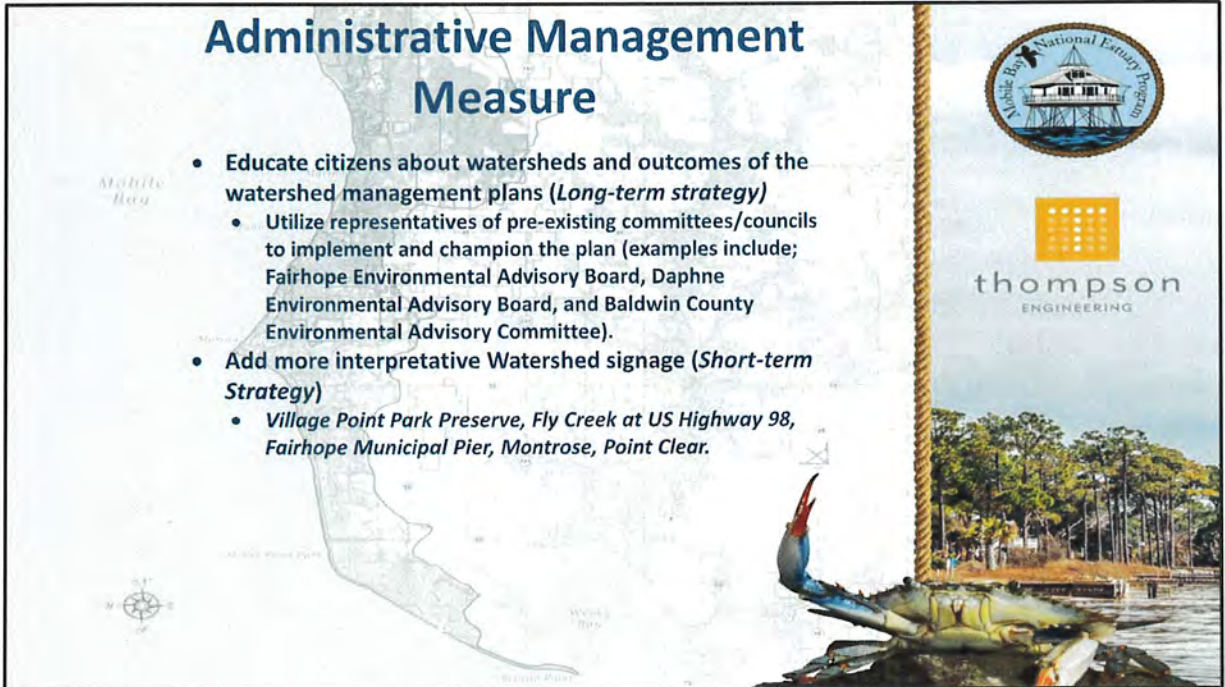 Administrative Management
Measure
• Educate citizens about watersheds and outcomes of the
watershed management plans (Long-term strategy)
• Utilize representatives of pre-existing committees/councils
to implement and champion the plan (examples include;
Fairhope Environmental Advisory Board, Daphne
Environmental Advisory Board, and Baldwin County
Environmental Advisory Committee).
• Add more interpretative Watershed signage (Short-term
Strategy)
• Village Point Park Preserve, Fly Creek at US Highway 98,
Fairhope Municipal Pier, Montrose, Point Clear.
Mobile Bay National Estuary Program
thompson
ENGINEERING
Mobile
Bay
Weeks
Bay